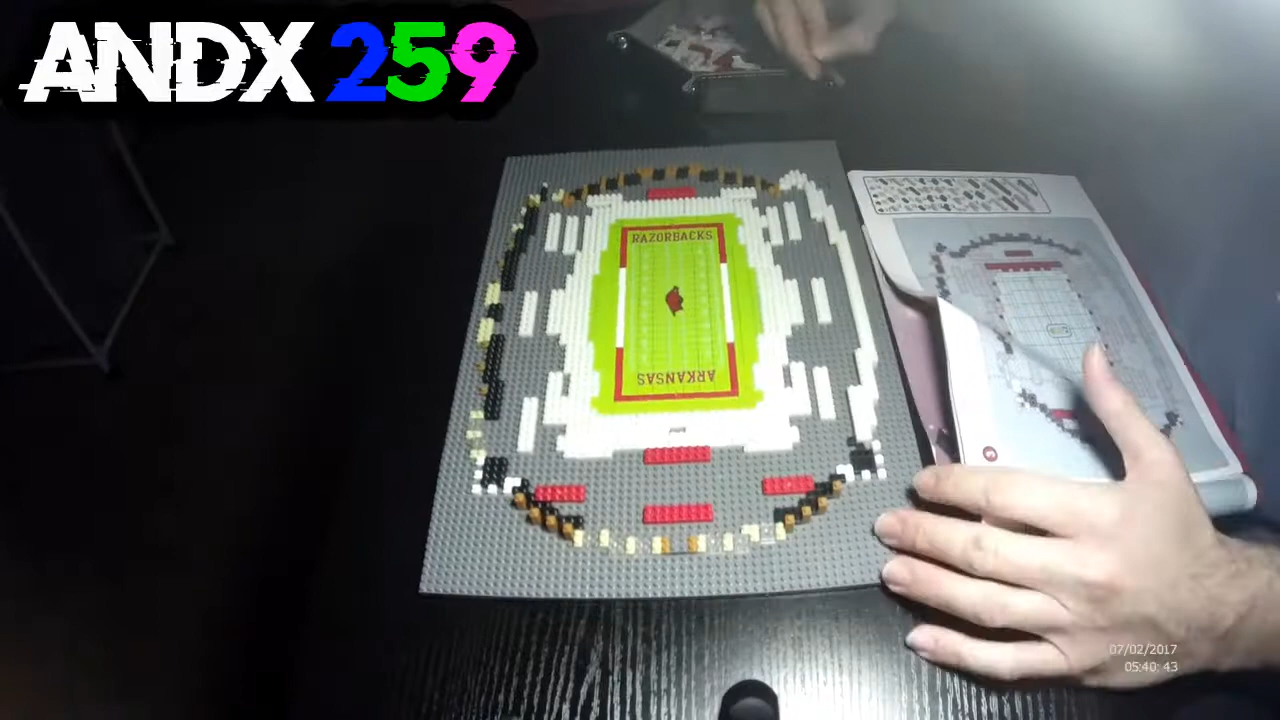 ANDX 259
RAZORBACKS
ARKANSAS
07/02/2017
05:40: 43